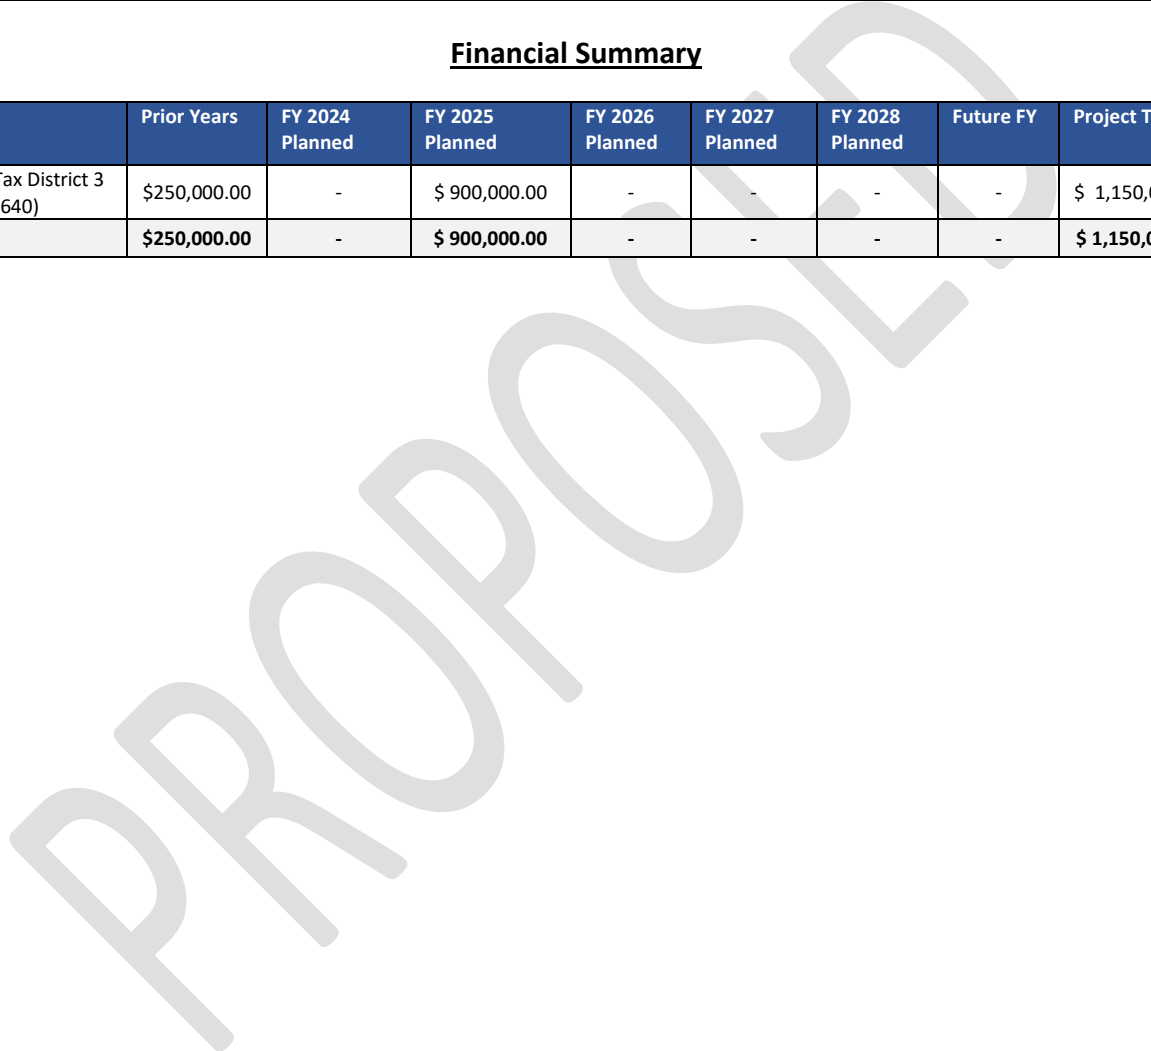 Financial Summary
Prior Years FY 2024 FY 2025 FY 2026 FY 2027 FY 2028 Future FY Project
Planned Planned Planned Planned Planned
Tax District 3
640) $250,000.00 - $ 900,000.00 - - - - $ 1,150,
$250,000.00 - $ 900,000.00 - - - - $ 1,150,
PROPOSED